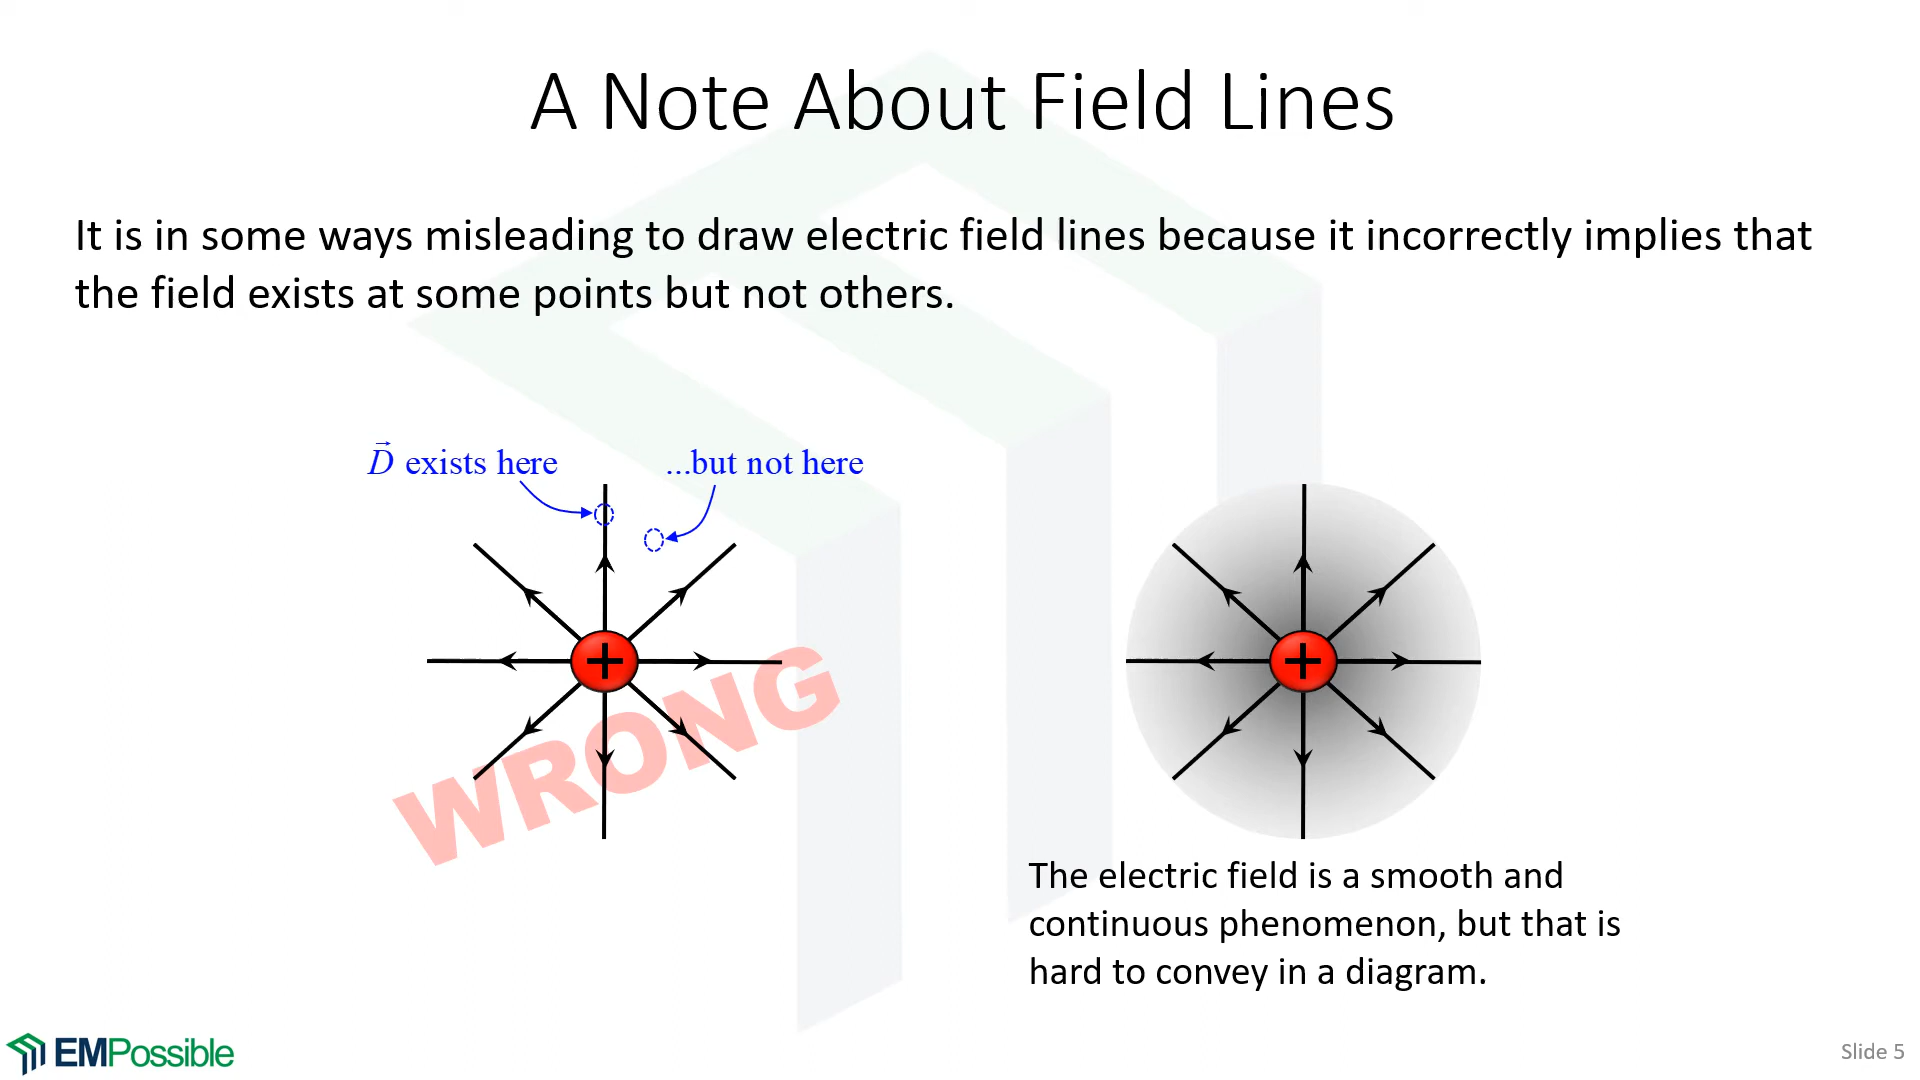 A Note About Field Lines
It is in some ways misleading to draw electric field lines because it incorrectly implies that
the field exists at some points but not others.
D⃗ exists here
...but not here
+
+
WRONG
The electric field is a smooth and
continuous phenomenon, but that is
hard to convey in a diagram.
EMPossible
Slide 5